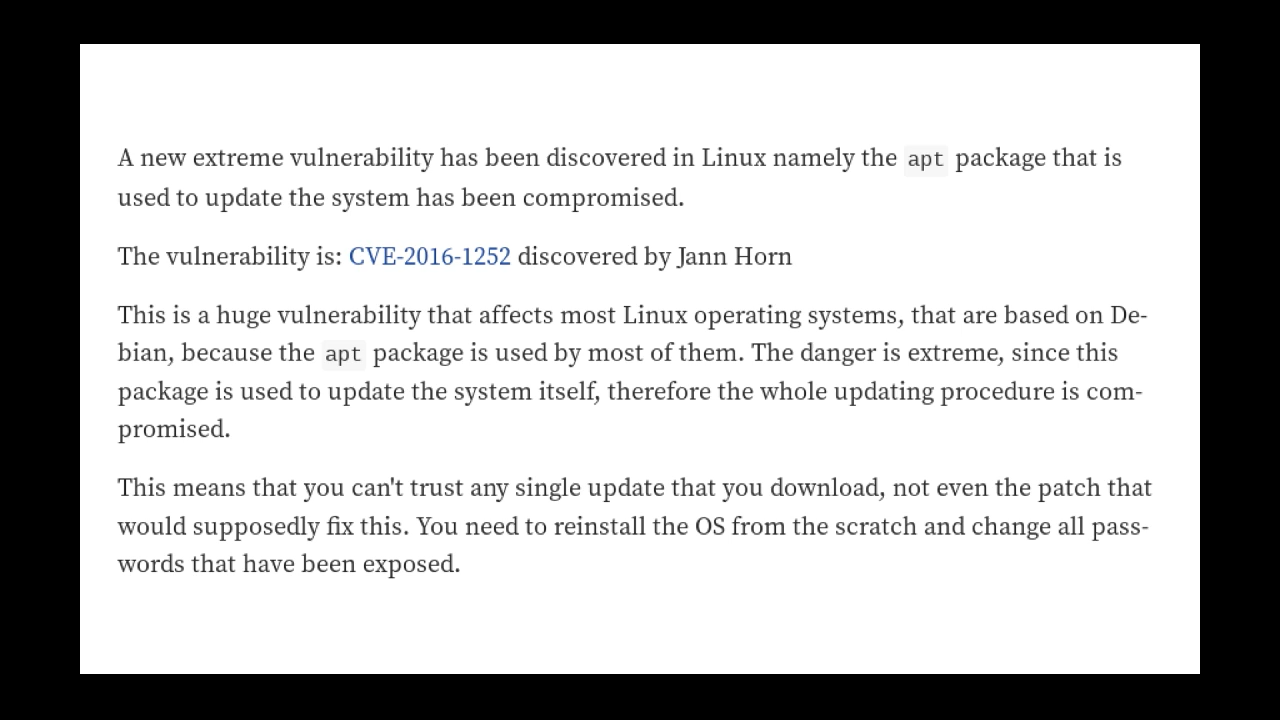 A new extreme vulnerability has been discovered in Linux namely the apt package that is
used to update the system has been compromised.
The vulnerability is: CVE-2016-1252 discovered by Jann Horn
This is a huge vulnerability that affects most Linux operating systems, that are based on De-
bian, because the apt package is used by most of them. The danger is extreme, since this
package is used to update the system itself, therefore the whole updating procedure is com-
promised.
This means that you can't trust any single update that you download, not even the patch that
would supposedly fix this. You need to reinstall the OS from the scratch and change all pass-
words that have been exposed.